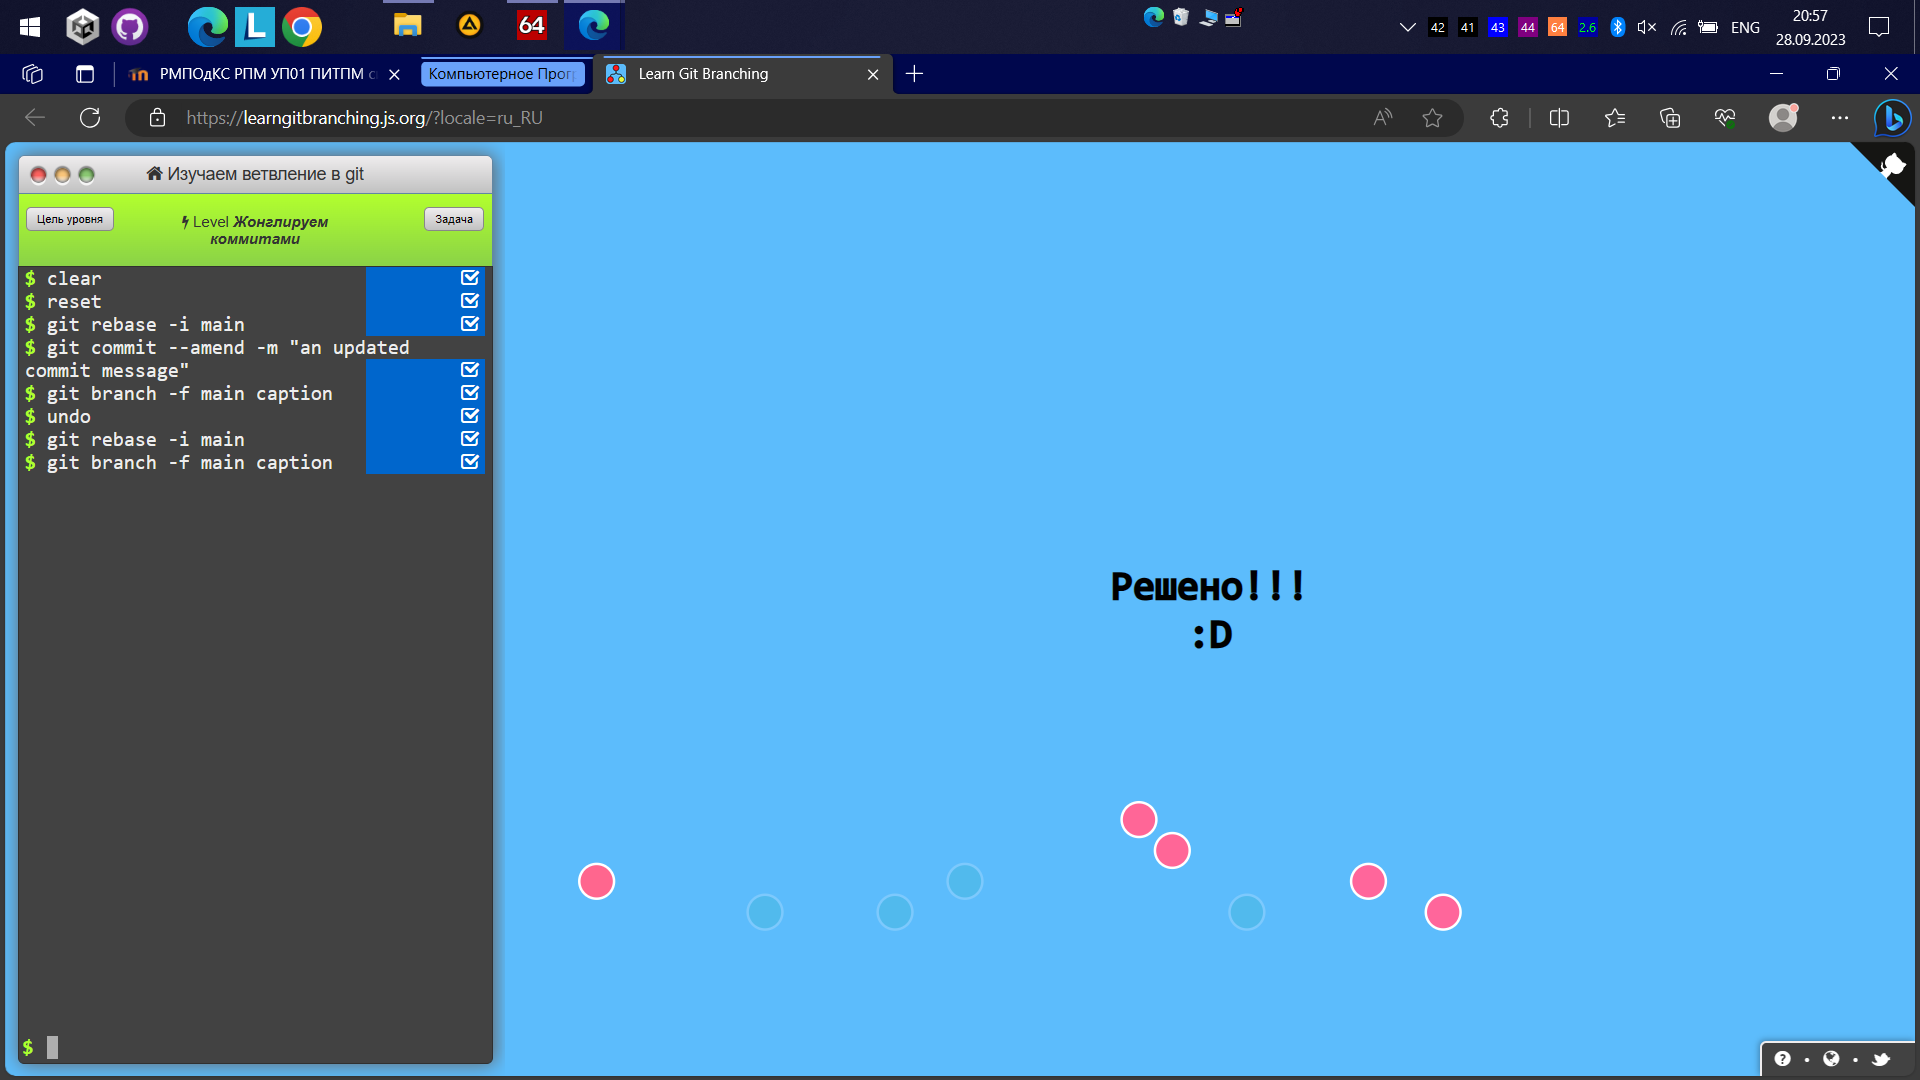 42 41 43 44 64 2.6 ENG
20:57
28.09.2023
64
L
РМПОдКС РПМ УП01 ПИТПМ
Компьютерное
Learn Git Branching
https://learngitbranching.js.org/?locale=ru_RU
Изучаем ветвление в git
Цель уровня
Level Жонглируем
коммитами
Задача
$ clear
$ reset
$ git rebase -i main
$ git commit --amend -m "an updated
commit message"
$ git branch -f main caption
$ undo
$ git rebase -i main
$ git branch -f main caption
$
Решено!!!
:D